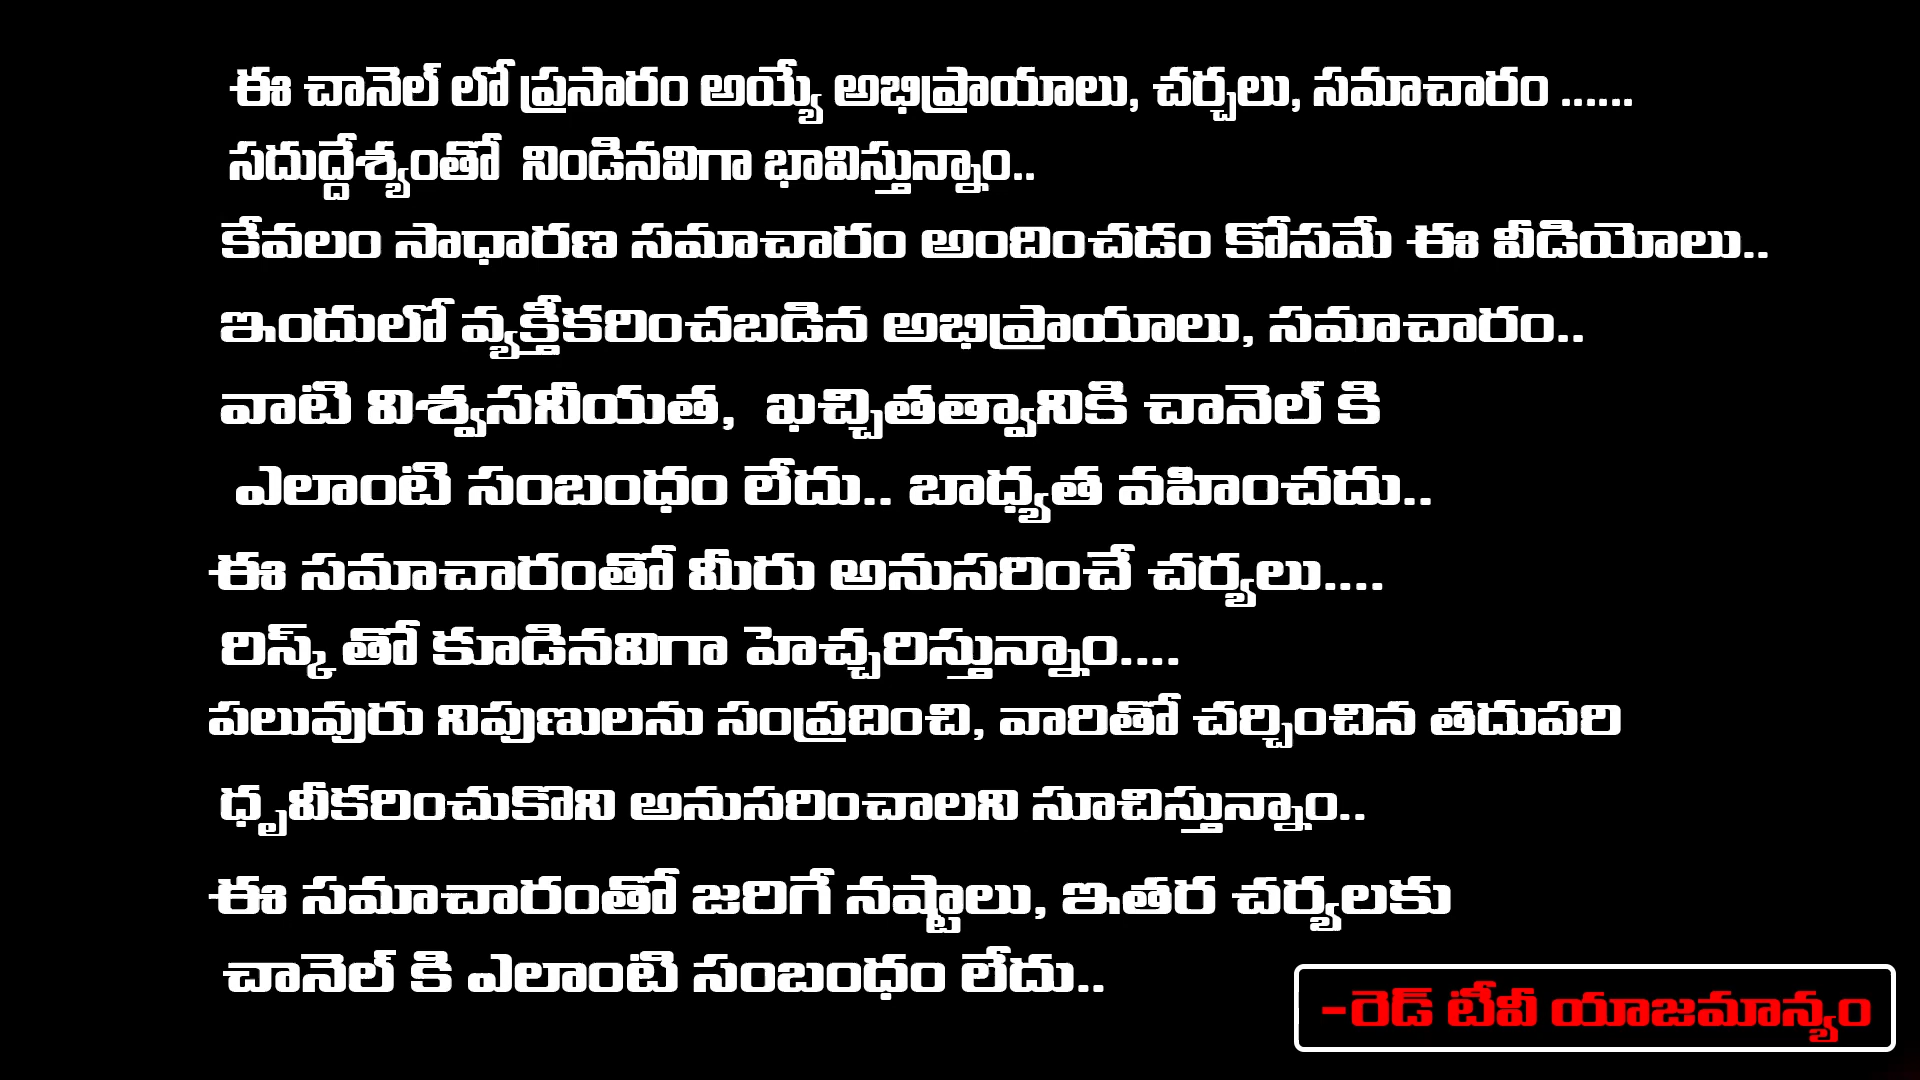 ఈ చానెల్ లో ప్రసారం అయ్యే అభిప్రాయాలు, చర్చలు, సమాచారం ......
సదుద్దేశ్యంతో నిండినవిగా భావిస్తున్నాం..
కేవలం సాధారణ సమాచారం అందించడం కోసమే ఈ వీడియోలు..
ఇందులో వ్యక్తీకరించబడిన అభిప్రాయాలు, సమాచారం..
వాటి విశ్వసనీయత, ఖచ్చితత్వానికి చానెల్ కి
ఎలాంటి సంబంధం లేదు.. బాధ్యత వహించదు..
ఈ సమాచారంతో మీరు అనుసరించే చర్యలు....
రిస్క్ తో కూడినవిగా హెచ్చరిస్తున్నాం....
పలువురు నిపుణులను సంప్రదించి, వారితో చర్చించిన తదుపరి
ధృవీకరించుకొని అనుసరించాలని సూచిస్తున్నాం..
ఈ సమాచారంతో జరిగే నష్టాలు, ఇతర చర్యలకు
చానెల్ కి ఎలాంటి సంబంధం లేదు..
-రెడ్ టీవీ యాజమాన్యం